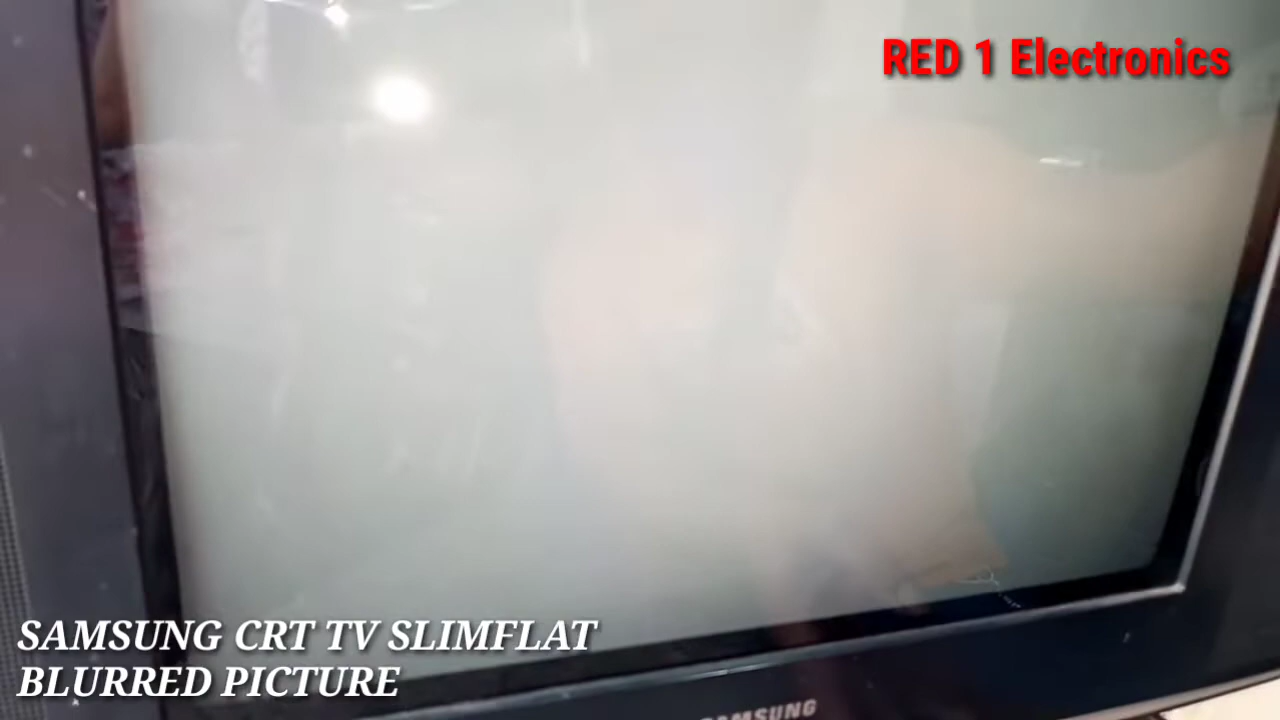 RED 1 Electronics
SAMSUNG CRT TV SLIMFLAT
BLURRED PICTURE
SAMSUNG